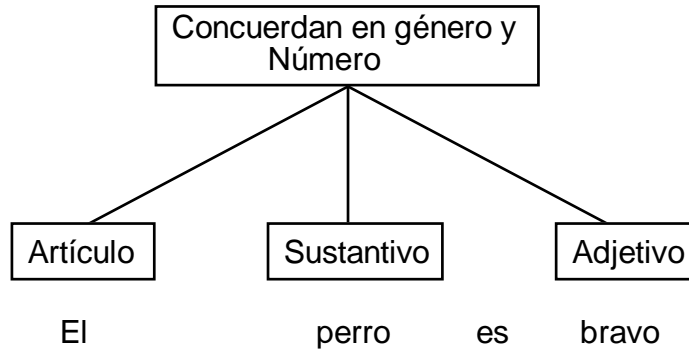 Concuerdan en género y
Número
Artículo Sustantivo Adjetivo
El perro es bravo